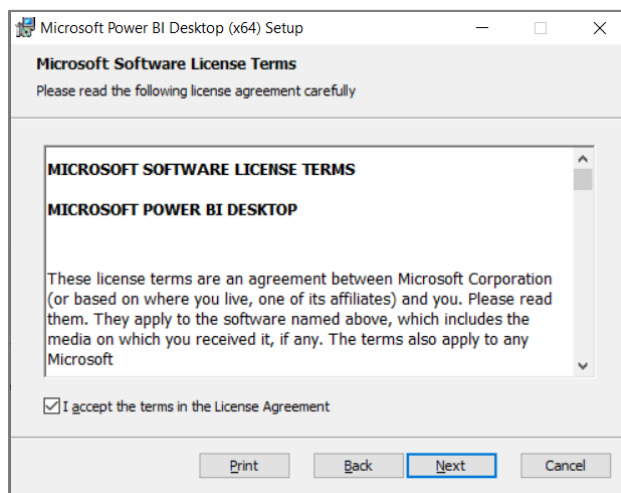 Microsoft Power BI Desktop (x64) Setup
Microsoft Software License Terms
Please read the following license agreement carefully
MICROSOFT SOFTWARE LICENSE TERMS
MICROSOFT POWER BI DESKTOP
These license terms are an agreement between Microsoft Corporation
(or based on where you live, one of its affiliates) and you. Please read
them. They apply to the software named above, which includes the
media on which you received it, if any. The terms also apply to any
Microsoft
I accept the terms in the License Agreement
Print Back Next Cancel